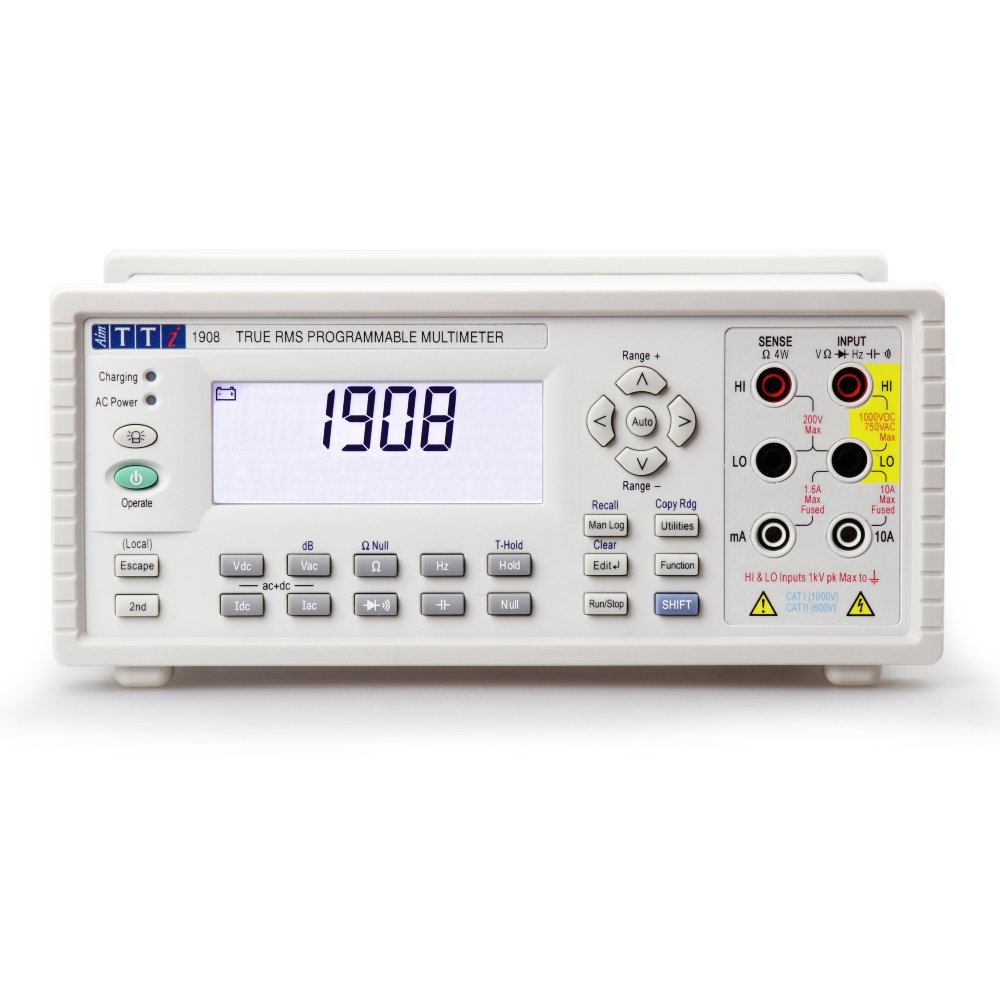 Aim TTi 1908 TRUE RMS PROGRAMMABLE MULTIMETER
Charging
AC Power
1908
Operate
Range +
Auto
Range –
Recall Copy Rdg
Man Log Utilities
Clear
Edit↲ Function
Run/Stop SHIFT
(Local)
Escape
2nd
dB Ω Null T-Hold
Vdc Vac Ω Hz Hold
ac+dc
Idc Iac Null
SENSE INPUT
Ω 4W V Ω Hz
HI HI
200V
Max
1000VDC
750VAC
Max
LO LO
1.6A
Max
Fused
10A
Max
Fused
mA 10A
HI & LO Inputs 1kV pk Max to
CAT I (1000V)
CAT II (600V)